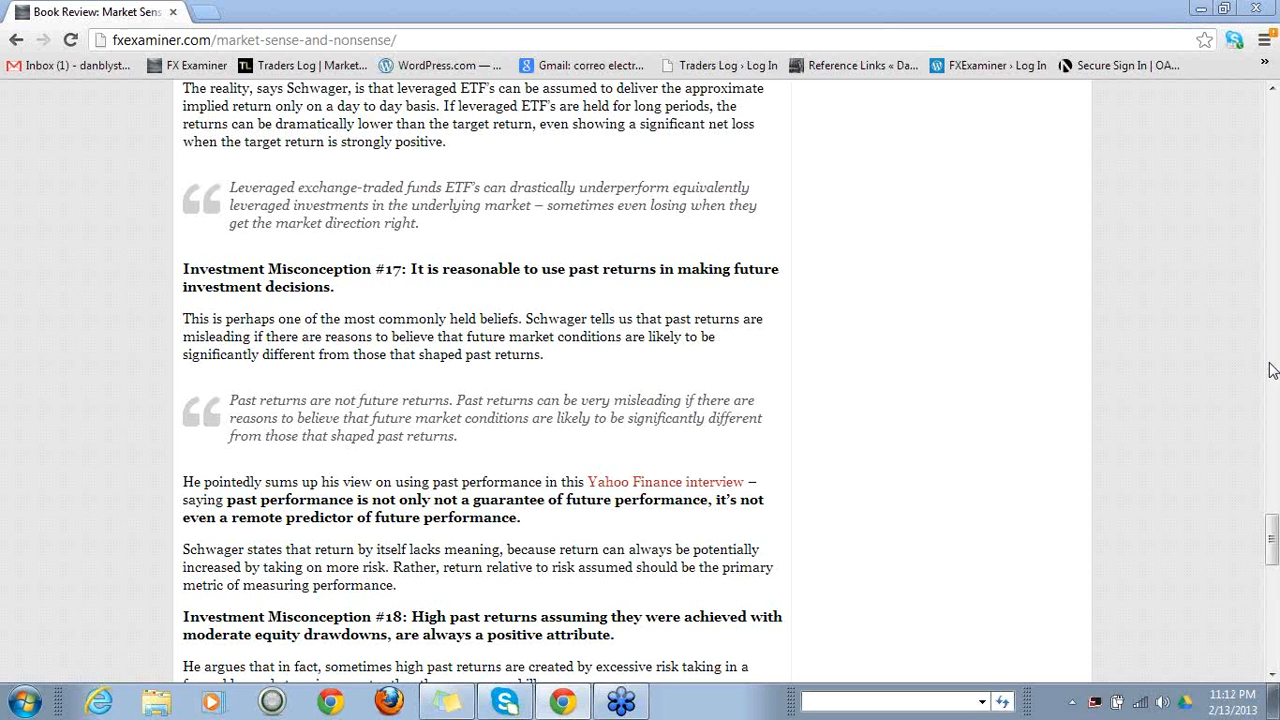 Book Review: Market Sens
fxexaminer.com/market-sense-and-nonsense/
Inbox (1) - danblyst... FX Examiner Traders Log | Market... WordPress.com — ... Gmail: correo electr... Traders Log › Log In Reference Links « Da... FXExaminer › Log In Secure Sign In | OA... »
The reality, says Schwager, is that leveraged ETF's can be assumed to deliver the approximate
implied return only on a day to day basis. If leveraged ETF's are held for long periods, the
returns can be dramatically lower than the target return, even showing a significant net loss
when the target return is strongly positive.
Leveraged exchange-traded funds ETF's can drastically underperform equivalently
leveraged investments in the underlying market – sometimes even losing when they
get the market direction right.
Investment Misconception #17: It is reasonable to use past returns in making future
investment decisions.
This is perhaps one of the most commonly held beliefs. Schwager tells us that past returns are
misleading if there are reasons to believe that future market conditions are likely to be
significantly different from those that shaped past returns.
Past returns are not future returns. Past returns can be very misleading if there are
reasons to believe that future market conditions are likely to be significantly different
from those that shaped past returns.
He pointedly sums up his view on using past performance in this Yahoo Finance interview –
saying past performance is not only not a guarantee of future performance, it's not
even a remote predictor of future performance.
Schwager states that return by itself lacks meaning, because return can always be potentially
increased by taking on more risk. Rather, return relative to risk assumed should be the primary
metric of measuring performance.
Investment Misconception #18: High past returns assuming they were achieved with
moderate equity drawdowns, are always a positive attribute.
He argues that in fact, sometimes high past returns are created by excessive risk taking in a
11:12 PM
2/13/2013